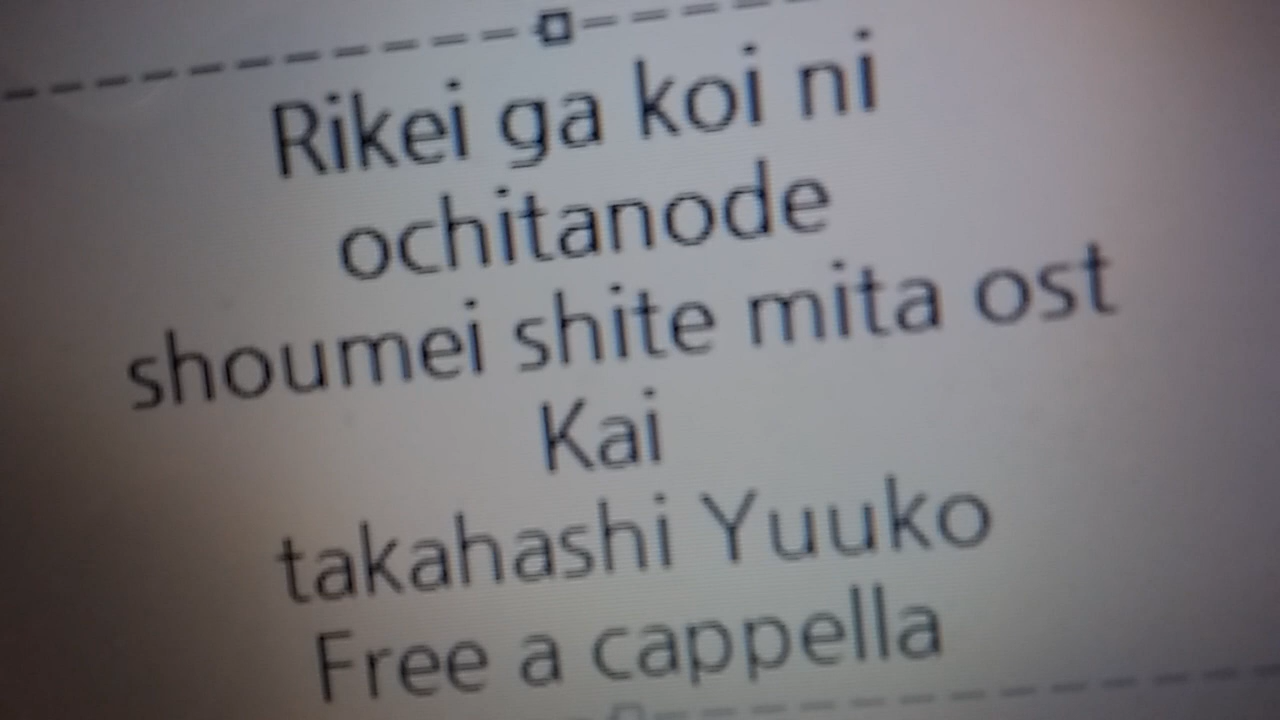 Rikei ga koi ni
ochitanode
shoumei shite mita ost
Kai
takahashi Yuuko
Free a cappella